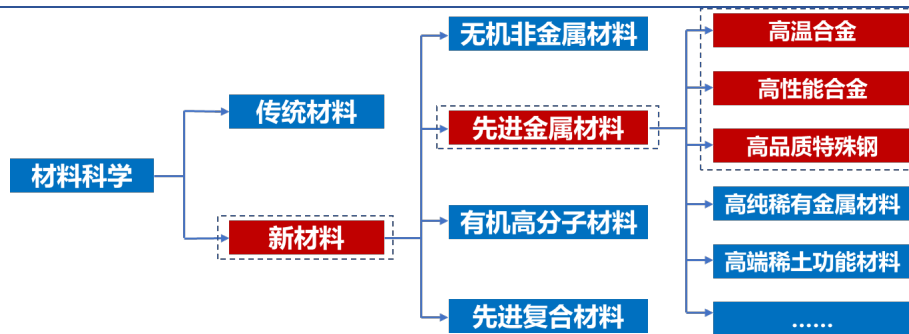 材料科学
传统材料
新材料
无机非金属材料
先进金属材料
有机高分子材料
先进复合材料
高温合金
高性能合金
高品质特殊钢
高纯稀有金属材料
高端稀土功能材料
......